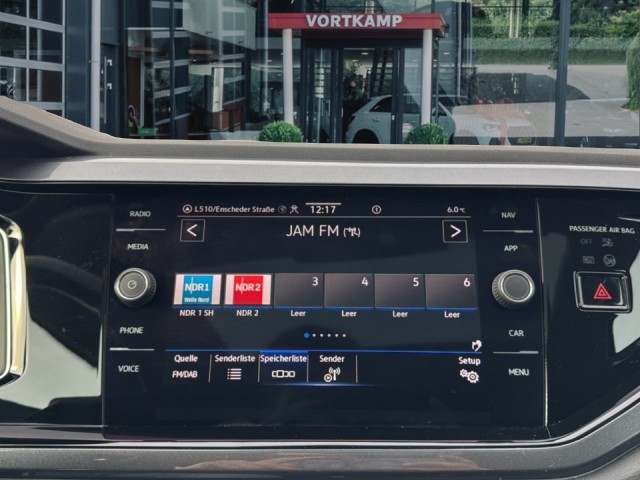 VORTKAMP
RADIO
MEDIA
PHONE
VOICE
L510/Enscheder Straße
12:17
6.0°C
JAM FM
NDR1
Welle Nord
NDR2
3
4
5
6
NDR 1 SH
NDR 2
Leer
Leer
Leer
Leer
Quelle
FM/DAB
Senderliste
Speicherliste
Sender
Setup
NAV
APP
CAR
MENU
PASSENGER AIR BAG
OFF